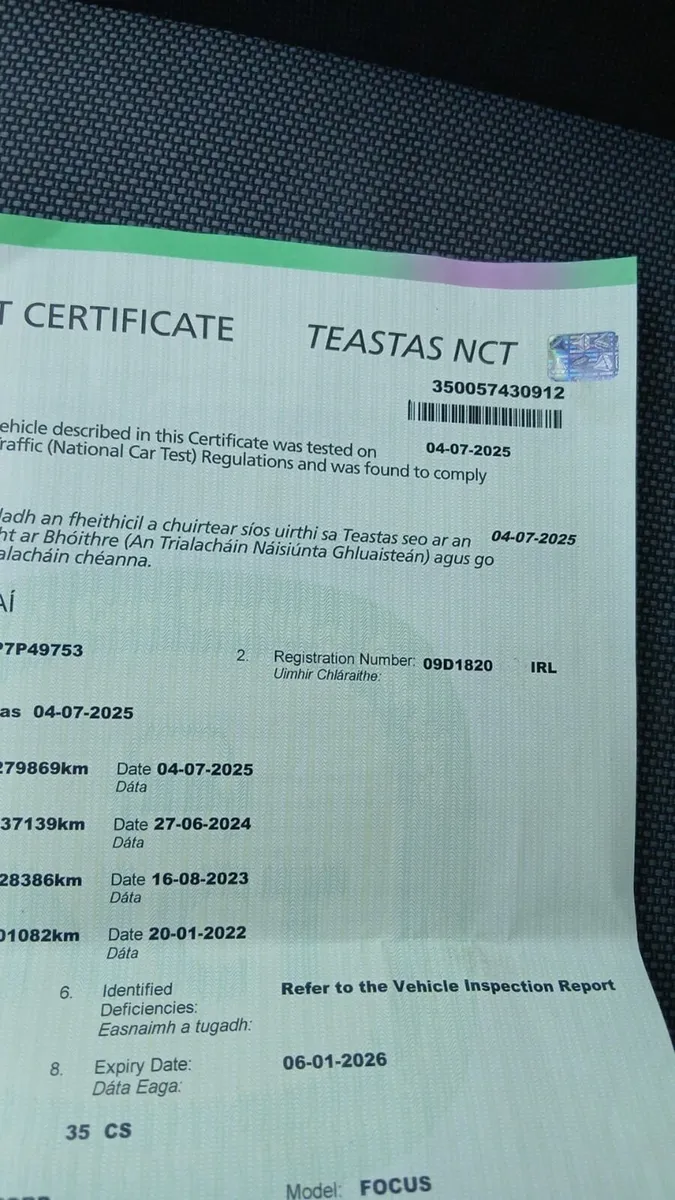 T CERTIFICATE TEASTAS NCT
350057430912
ehicle described in this Certificate was tested on 04-07-2025
raffic (National Car Test) Regulations and was found to comply
ladh an fheithicil a chuirtear síos uirthi sa Teastas seo ar an 04-07-2025
ht ar Bhóithre (An Trialacháin Náisiúnta Ghluaisteán) agus go
alacháin chéanna.
AÍ
P7P49753 2. Registration Number: 09D1820 IRL
Uimhir Chláraithe:
as 04-07-2025
279869km Date 04-07-2025
Dáta
37139km Date 27-06-2024
Dáta
28386km Date 16-08-2023
Dáta
01082km Date 20-01-2022
Dáta
6. Identified Refer to the Vehicle Inspection Report
Deficiencies:
Easnaimh a tugadh:
8. Expiry Date: 06-01-2026
Dáta Eaga:
35 CS
Model: FOCUS